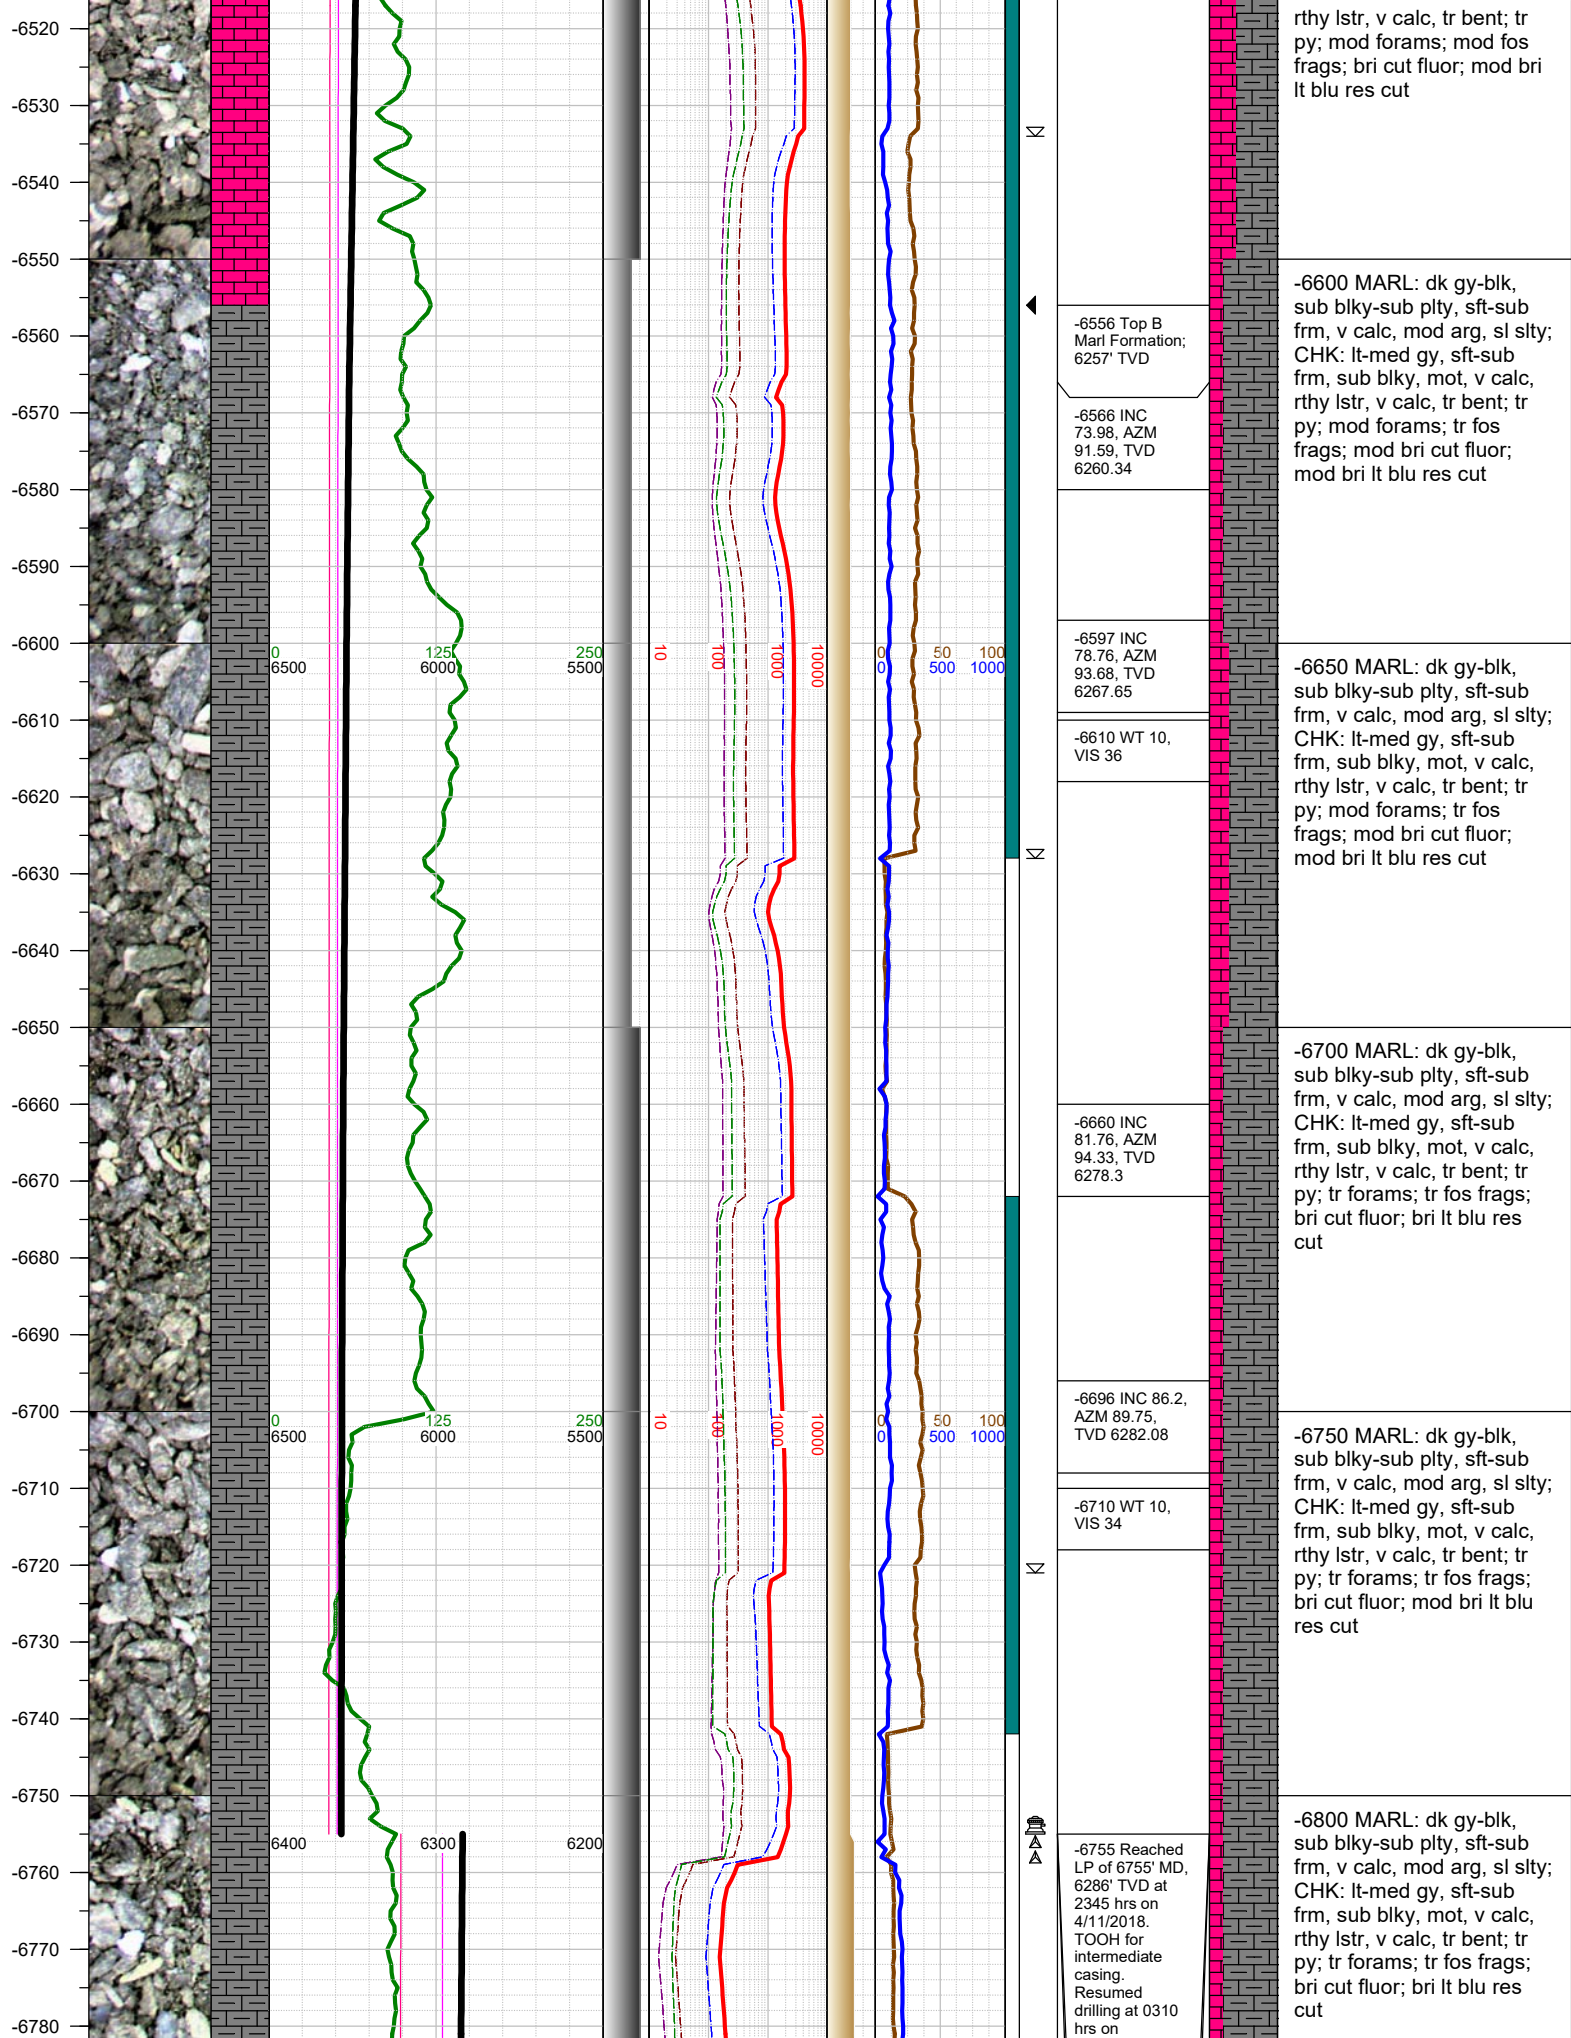 -6520
-6530
-6540
-6550
-6560
-6570
-6580
-6590
-6600
-6610
-6620
-6630
-6640
-6650
-6660
-6670
-6680
-6690
-6700
-6710
-6720
-6730
-6740
-6750
-6760
-6770
-6780
0 125 250
6500 6000 5500
10 100 1000 10000
0 50 100
0 500 1000
0 125 250
6500 6000 5500
10 100 1000 10000
0 50 100
0 500 1000
6400 6300 6200
-6556 Top B
Marl Formation;
6257' TVD
-6566 INC
73.98, AZM
91.59, TVD
6260.34
-6597 INC
78.76, AZM
93.68, TVD
6267.65
-6610 WT 10,
VIS 36
-6660 INC
81.76, AZM
94.33, TVD
6278.3
-6696 INC 86.2,
AZM 89.75,
TVD 6282.08
-6710 WT 10,
VIS 34
-6755 Reached
LP of 6755' MD,
6286' TVD at
2345 hrs on
4/11/2018.
TOOH for
intermediate
casing.
Resumed
drilling at 0310
hrs on
rthy lstr, v calc, tr bent; tr
py; mod forams; mod fos
frags; bri cut fluor; mod bri
lt blu res cut
-6600 MARL: dk gy-blk,
sub blky-sub plty, sft-sub
frm, v calc, mod arg, sl slty;
CHK: lt-med gy, sft-sub
frm, sub blky, mot, v calc,
rthy lstr, v calc, tr bent; tr
py; mod forams; tr fos
frags; mod bri cut fluor;
mod bri lt blu res cut
-6650 MARL: dk gy-blk,
sub blky-sub plty, sft-sub
frm, v calc, mod arg, sl slty;
CHK: lt-med gy, sft-sub
frm, sub blky, mot, v calc,
rthy lstr, v calc, tr bent; tr
py; mod forams; tr fos
frags; mod bri cut fluor;
mod bri lt blu res cut
-6700 MARL: dk gy-blk,
sub blky-sub plty, sft-sub
frm, v calc, mod arg, sl slty;
CHK: lt-med gy, sft-sub
frm, sub blky, mot, v calc,
rthy lstr, v calc, tr bent; tr
py; tr forams; tr fos frags;
bri cut fluor; bri lt blu res
cut
-6750 MARL: dk gy-blk,
sub blky-sub plty, sft-sub
frm, v calc, mod arg, sl slty;
CHK: lt-med gy, sft-sub
frm, sub blky, mot, v calc,
rthy lstr, v calc, tr bent; tr
py; tr forams; tr fos frags;
bri cut fluor; mod bri lt blu
res cut
-6800 MARL: dk gy-blk,
sub blky-sub plty, sft-sub
frm, v calc, mod arg, sl slty;
CHK: lt-med gy, sft-sub
frm, sub blky, mot, v calc,
rthy lstr, v calc, tr bent; tr
py; tr forams; tr fos frags;
bri cut fluor; bri lt blu res
cut